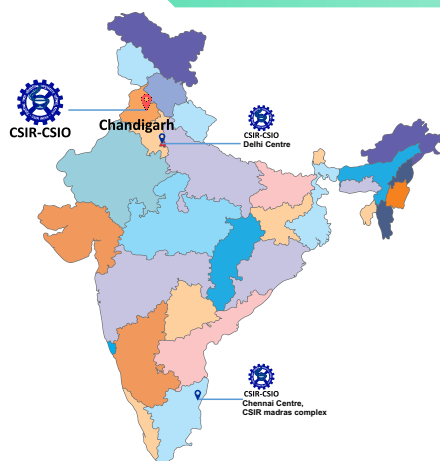 CSIR-CSIO
Chandigarh
CSIR-CSIO
Delhi Centre
CSIR-CSIO
Chennai Centre,
CSIR madras complex